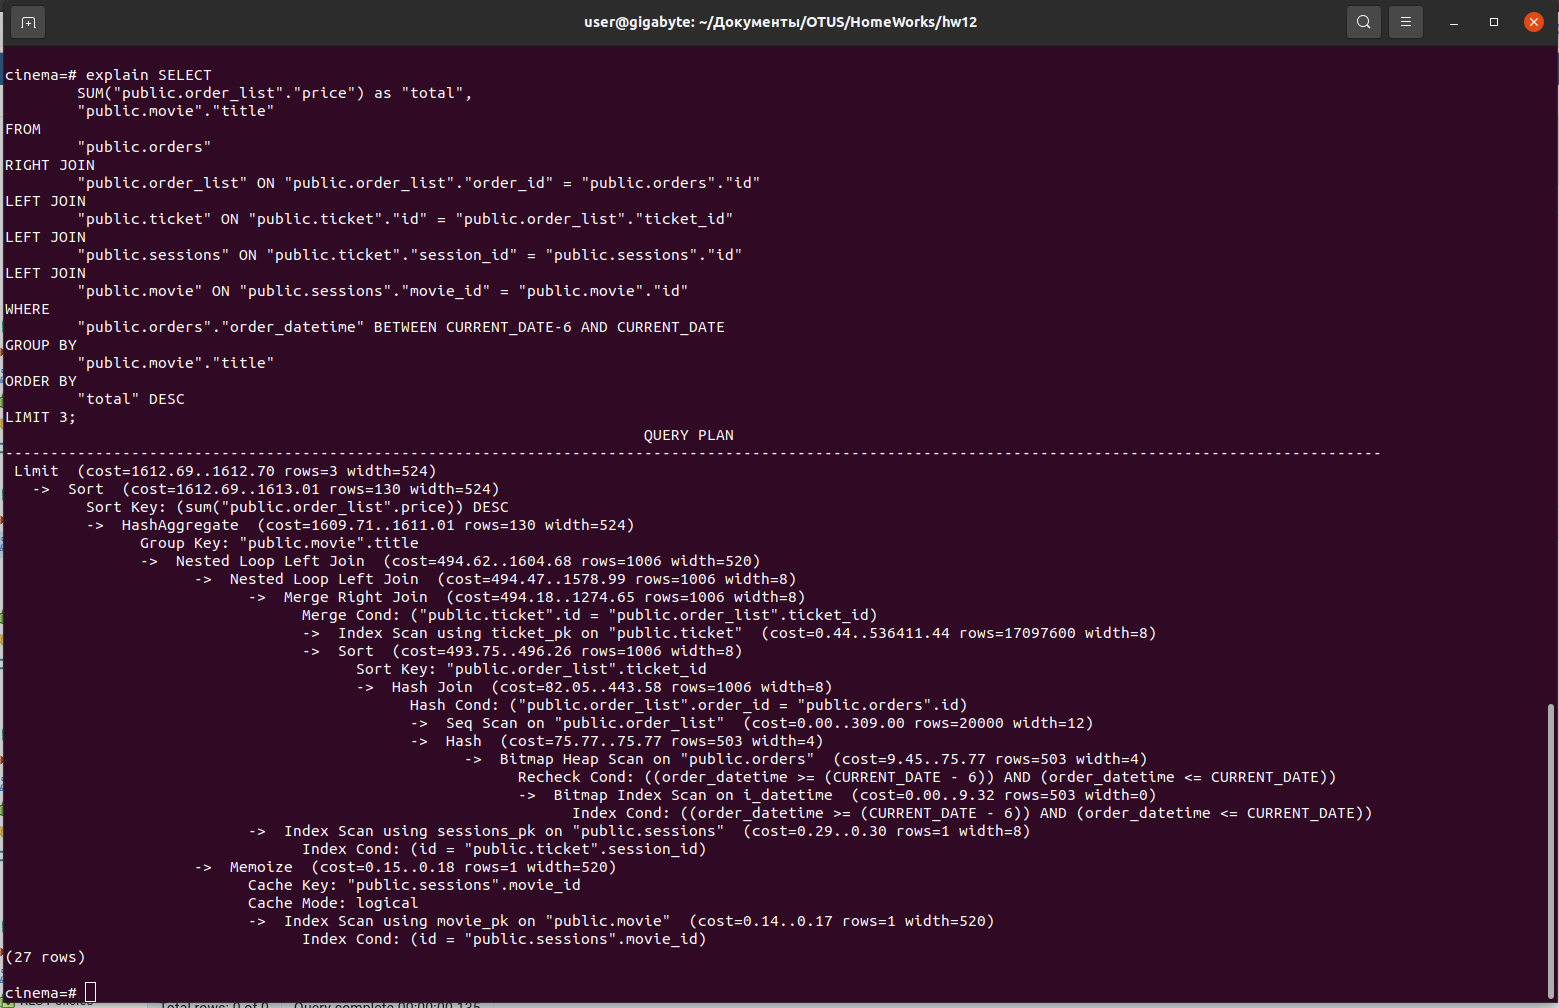 user@gigabyte: ~/Документы/OTUS/HomeWorks/hw12
cinema=# explain SELECT
        SUM("public.order_list"."price") as "total",
        "public.movie"."title"
FROM
        "public.orders"
RIGHT JOIN
        "public.order_list" ON "public.order_list"."order_id" = "public.orders"."id"
LEFT JOIN
        "public.ticket" ON "public.ticket"."id" = "public.order_list"."ticket_id"
LEFT JOIN
        "public.sessions" ON "public.ticket"."session_id" = "public.sessions"."id"
LEFT JOIN
        "public.movie" ON "public.sessions"."movie_id" = "public.movie"."id"
WHERE
        "public.orders"."order_datetime" BETWEEN CURRENT_DATE-6 AND CURRENT_DATE
GROUP BY
        "public.movie"."title"
ORDER BY
        "total" DESC
LIMIT 3;
                                                                       QUERY PLAN
---------------------------------------------------------------------------------------------------------------------------------------------------------
 Limit  (cost=1612.69..1612.70 rows=3 width=524)
   ->  Sort  (cost=1612.69..1613.01 rows=130 width=524)
         Sort Key: (sum("public.order_list".price)) DESC
         ->  HashAggregate  (cost=1609.71..1611.01 rows=130 width=524)
               Group Key: "public.movie".title
               ->  Nested Loop Left Join  (cost=494.62..1604.68 rows=1006 width=520)
                     ->  Nested Loop Left Join  (cost=494.47..1578.99 rows=1006 width=8)
                           ->  Merge Right Join  (cost=494.18..1274.65 rows=1006 width=8)
                                 Merge Cond: ("public.ticket".id = "public.order_list".ticket_id)
                                 ->  Index Scan using ticket_pk on "public.ticket"  (cost=0.44..536411.44 rows=17097600 width=8)
                                 ->  Sort  (cost=493.75..496.26 rows=1006 width=8)
                                       Sort Key: "public.order_list".ticket_id
                                       ->  Hash Join  (cost=82.05..443.58 rows=1006 width=8)
                                             Hash Cond: ("public.order_list".order_id = "public.orders".id)
                                             ->  Seq Scan on "public.order_list"  (cost=0.00..309.00 rows=20000 width=12)
                                             ->  Hash  (cost=75.77..75.77 rows=503 width=4)
                                                   ->  Bitmap Heap Scan on "public.orders"  (cost=9.45..75.77 rows=503 width=4)
                                                         Recheck Cond: ((order_datetime >= (CURRENT_DATE - 6)) AND (order_datetime <= CURRENT_DATE))
                                                         ->  Bitmap Index Scan on i_datetime  (cost=0.00..9.32 rows=503 width=0)
                                                               Index Cond: ((order_datetime >= (CURRENT_DATE - 6)) AND (order_datetime <= CURRENT_DATE))
                           ->  Index Scan using sessions_pk on "public.sessions"  (cost=0.29..0.30 rows=1 width=8)
                                 Index Cond: (id = "public.ticket".session_id)
                     ->  Memoize  (cost=0.15..0.18 rows=1 width=520)
                           Cache Key: "public.sessions".movie_id
                           Cache Mode: logical
                           ->  Index Scan using movie_pk on "public.movie"  (cost=0.14..0.17 rows=1 width=520)
                                 Index Cond: (id = "public.sessions".movie_id)
(27 rows)
cinema=#